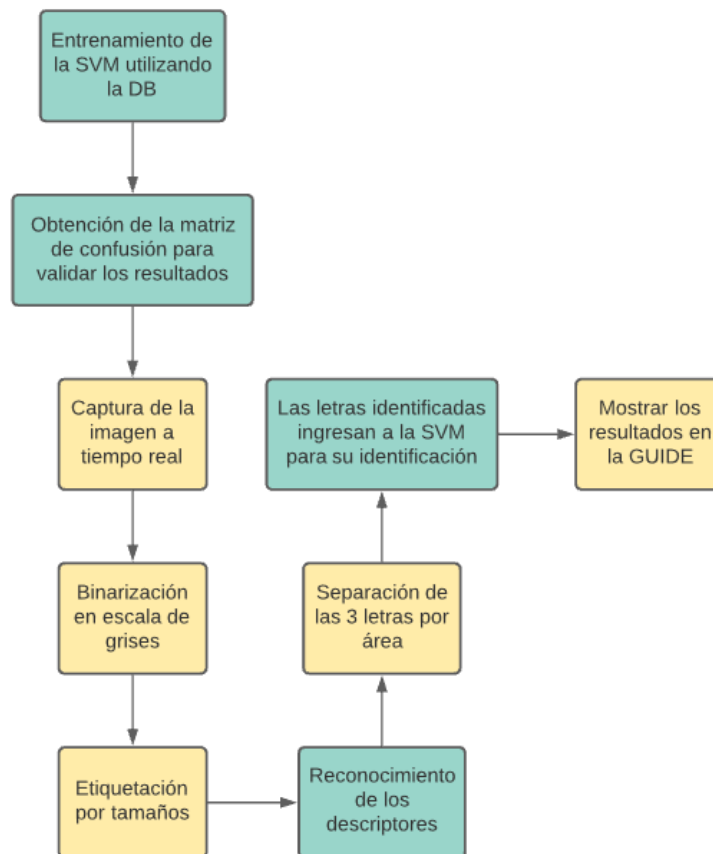 Entrenamiento de
la SVM utilizando
la DB
Obtención de la matriz
de confusión para
validar los resultados
Captura de la
imagen a
tiempo real
Binarización
en escala de
grises
Etiquetación
por tamaños
Reconocimiento
de los
descriptores
Separación de
las 3 letras por
área
Las letras identificadas
ingresan a la SVM
para su identificación
Mostrar los
resultados en
la GUIDE